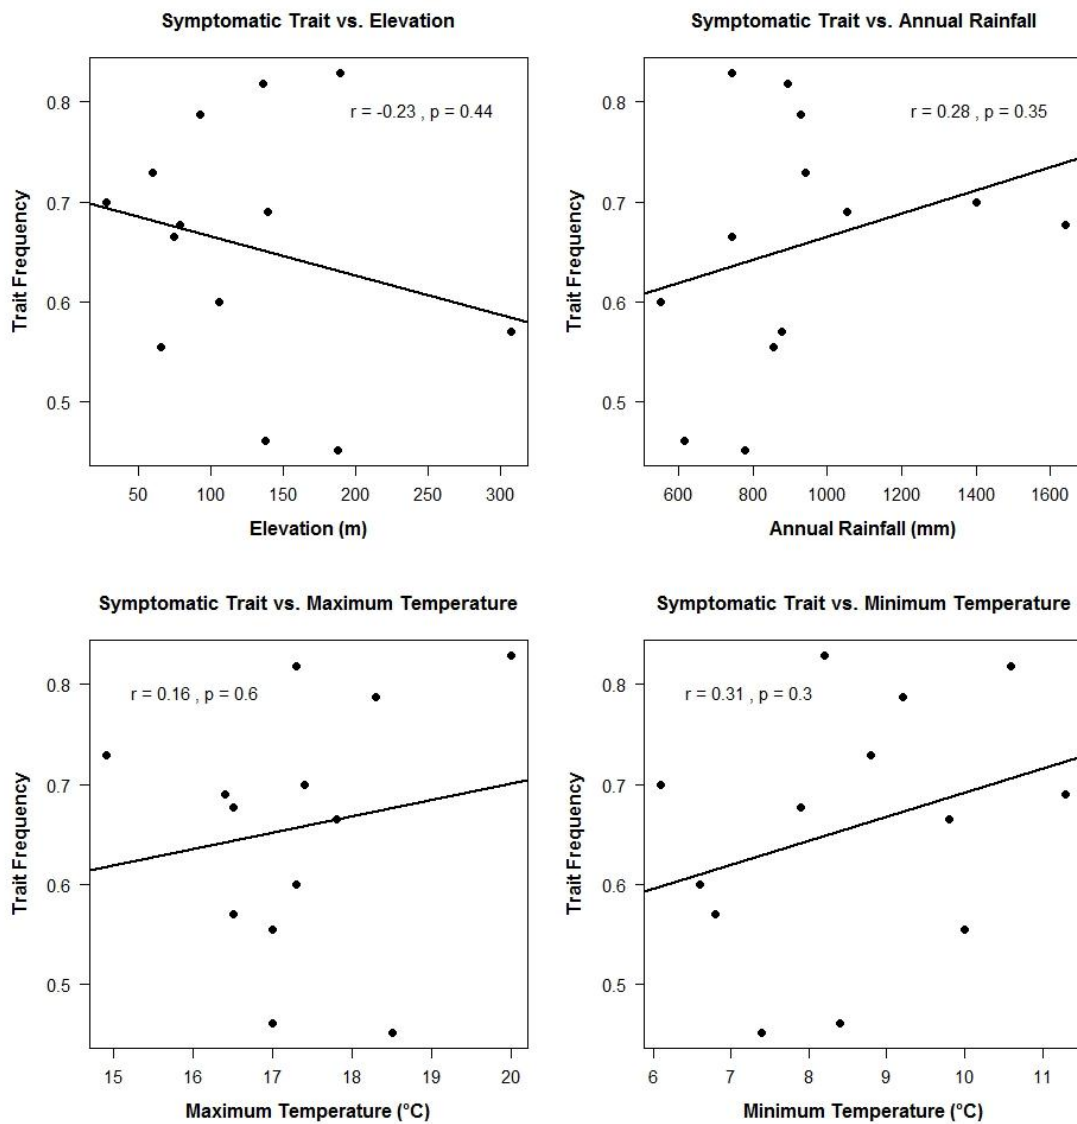 Symptomatic Trait vs. Elevation
r = -0.23 , p = 0.44
Trait Frequency
0.8
0.7
0.6
0.5
50 100 150 200 250 300
Elevation (m)
Symptomatic Trait vs. Annual Rainfall
r = 0.28 , p = 0.35
Trait Frequency
0.8
0.7
0.6
0.5
600 800 1000 1200 1400 1600
Annual Rainfall (mm)
Symptomatic Trait vs. Maximum Temperature
r = 0.16 , p = 0.6
Trait Frequency
0.8
0.7
0.6
0.5
15 16 17 18 19 20
Maximum Temperature (°C)
Symptomatic Trait vs. Minimum Temperature
r = 0.31 , p = 0.3
Trait Frequency
0.8
0.7
0.6
0.5
6 7 8 9 10 11
Minimum Temperature (°C)